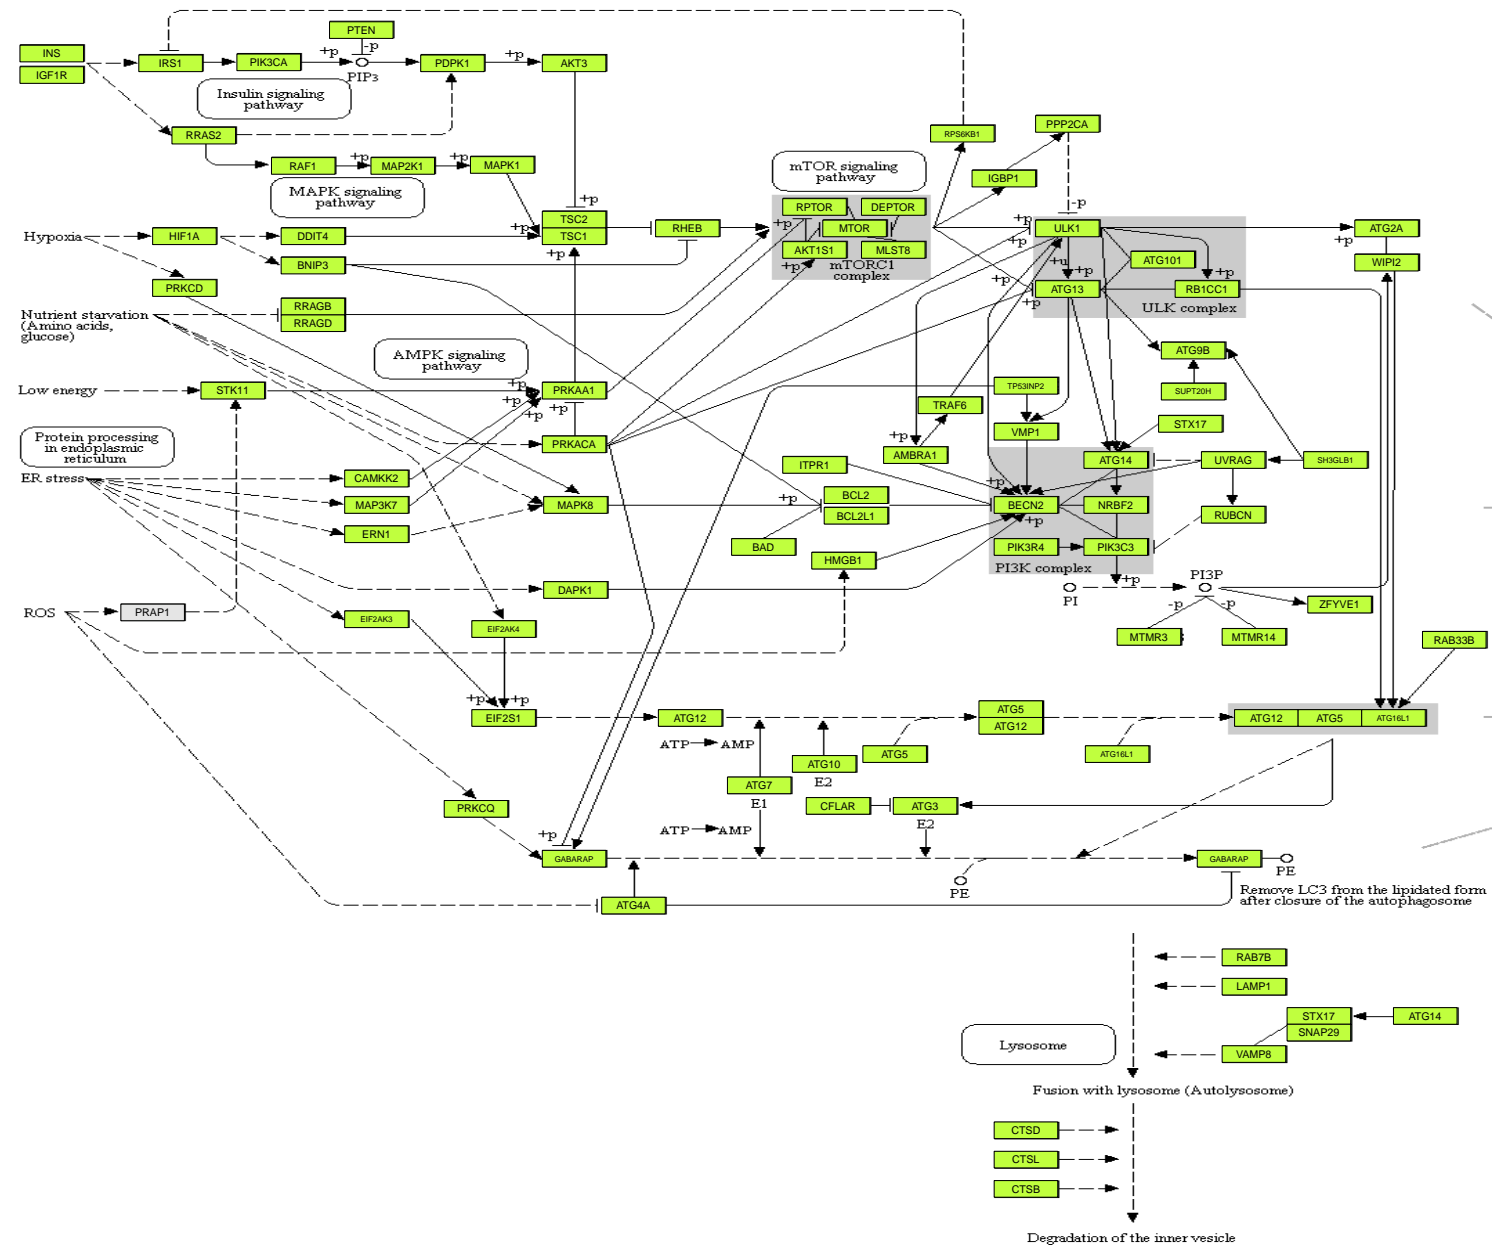 PTEN
INS
IGF1R
IRS1
PIK3CA
+p
-p
PIP3
PDPK1
+p
AKT3
Insulin signaling
pathway
RRAS2
RAF1
+p
MAP2K1
+p
MAPK1
MAPK signaling
pathway
RPS6KB1
PPP2CA
IGBP1
-p
mTOR signaling
pathway
RPTOR
DEPTOR
MTOR
AKT1S1
MLST8
mTORC1
complex
+p
+p
+p
+p
TSC2
TSC1
+p
RHEB
Hypoxia
HIF1A
DDIT4
BNIP3
PRKCD
+p
+p
ULK1
+u
+p
ATG101
+p
ATG13
RB1CC1
ULK complex
+p
+p
ATG2A
+p
WIPI2
Nutrient starvation
(Amino acids,
glucose)
RRAGB
RRAGD
AMPK signaling
pathway
ATG9B
SUPT20H
Low energy
STK11
+p
+p
+p
+p
PRKAA1
PRKACA
TP53INP2
TRAF6
VMP1
STX17
Protein processing
in endoplasmic
reticulum
ER stress
CAMKK2
MAP3K7
ERN1
MAPK8
+p
AMBRA1
ITPR1
BCL2
BCL2L1
BAD
HMGB1
ATG14
UVRAG
SH3GLB1
+p
BECN2
+p
NRBF2
RUBCN
PIK3R4
PIK3C3
PI3K complex
DAPK1
PI
+p
PI3P
-p
-p
ZFYVE1
MTMR3
MTMR14
ROS
PRAP1
EIF2AK3
EIF2AK4
RAB33B
+p
+p
EIF2S1
ATG12
ATG5
ATG12
ATG12
ATG5
ATG16L1
ATP
AMP
ATG10
E2
ATG5
ATG16L1
ATG7
E1
PRKCQ
CFLAR
ATG3
E2
ATP
AMP
+p
GABARAP
GABARAP
PE
PE
ATG4A
Remove LC3 from the lipidated form
after closure of the autophagosome
RAB7B
LAMP1
STX17
SNAP29
ATG14
VAMP8
Lysosome
Fusion with lysosome (Autolysosome)
CTSD
CTSL
CTSB
Degradation of the inner vesicle